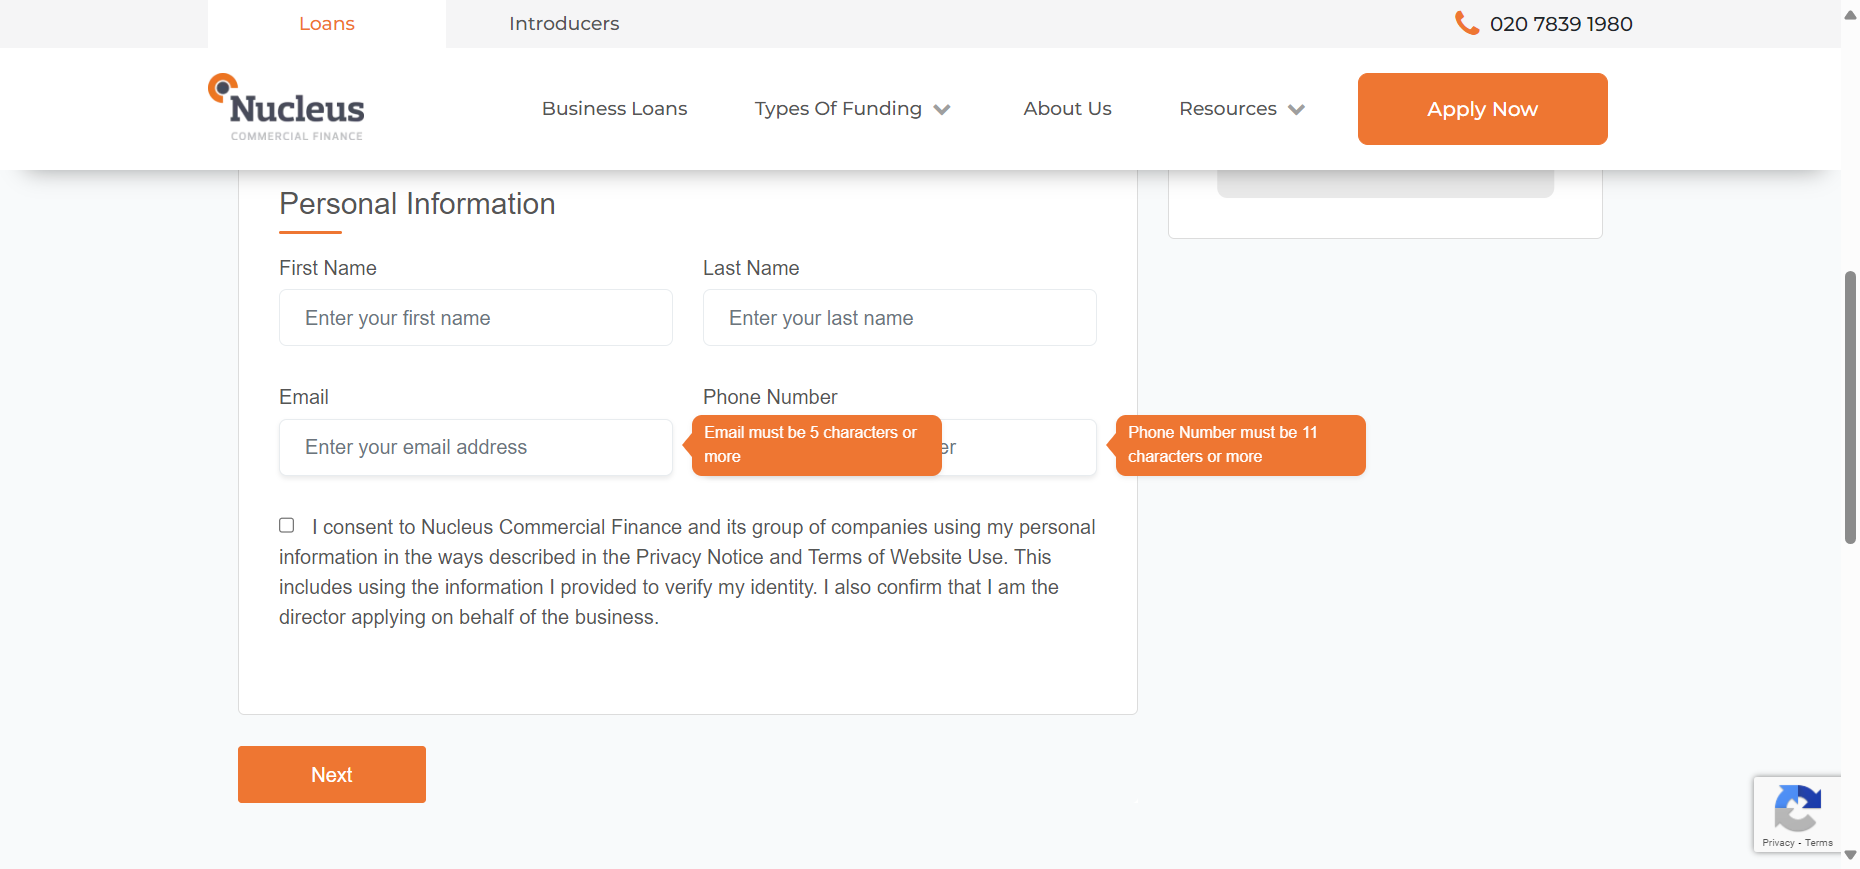 Loans
Introducers
020 7839 1980
Nucleus
COMMERCIAL FINANCE
Business Loans
Types Of Funding
About Us
Resources
Apply Now
Personal Information
First Name
Last Name
Enter your first name
Enter your last name
Email
Phone Number
Enter your email address
Email must be 5 characters or
more
er
Phone Number must be 11
characters or more
I consent to Nucleus Commercial Finance and its group of companies using my personal
information in the ways described in the Privacy Notice and Terms of Website Use. This
includes using the information I provided to verify my identity. I also confirm that I am the
director applying on behalf of the business.
Next
Privacy - Terms